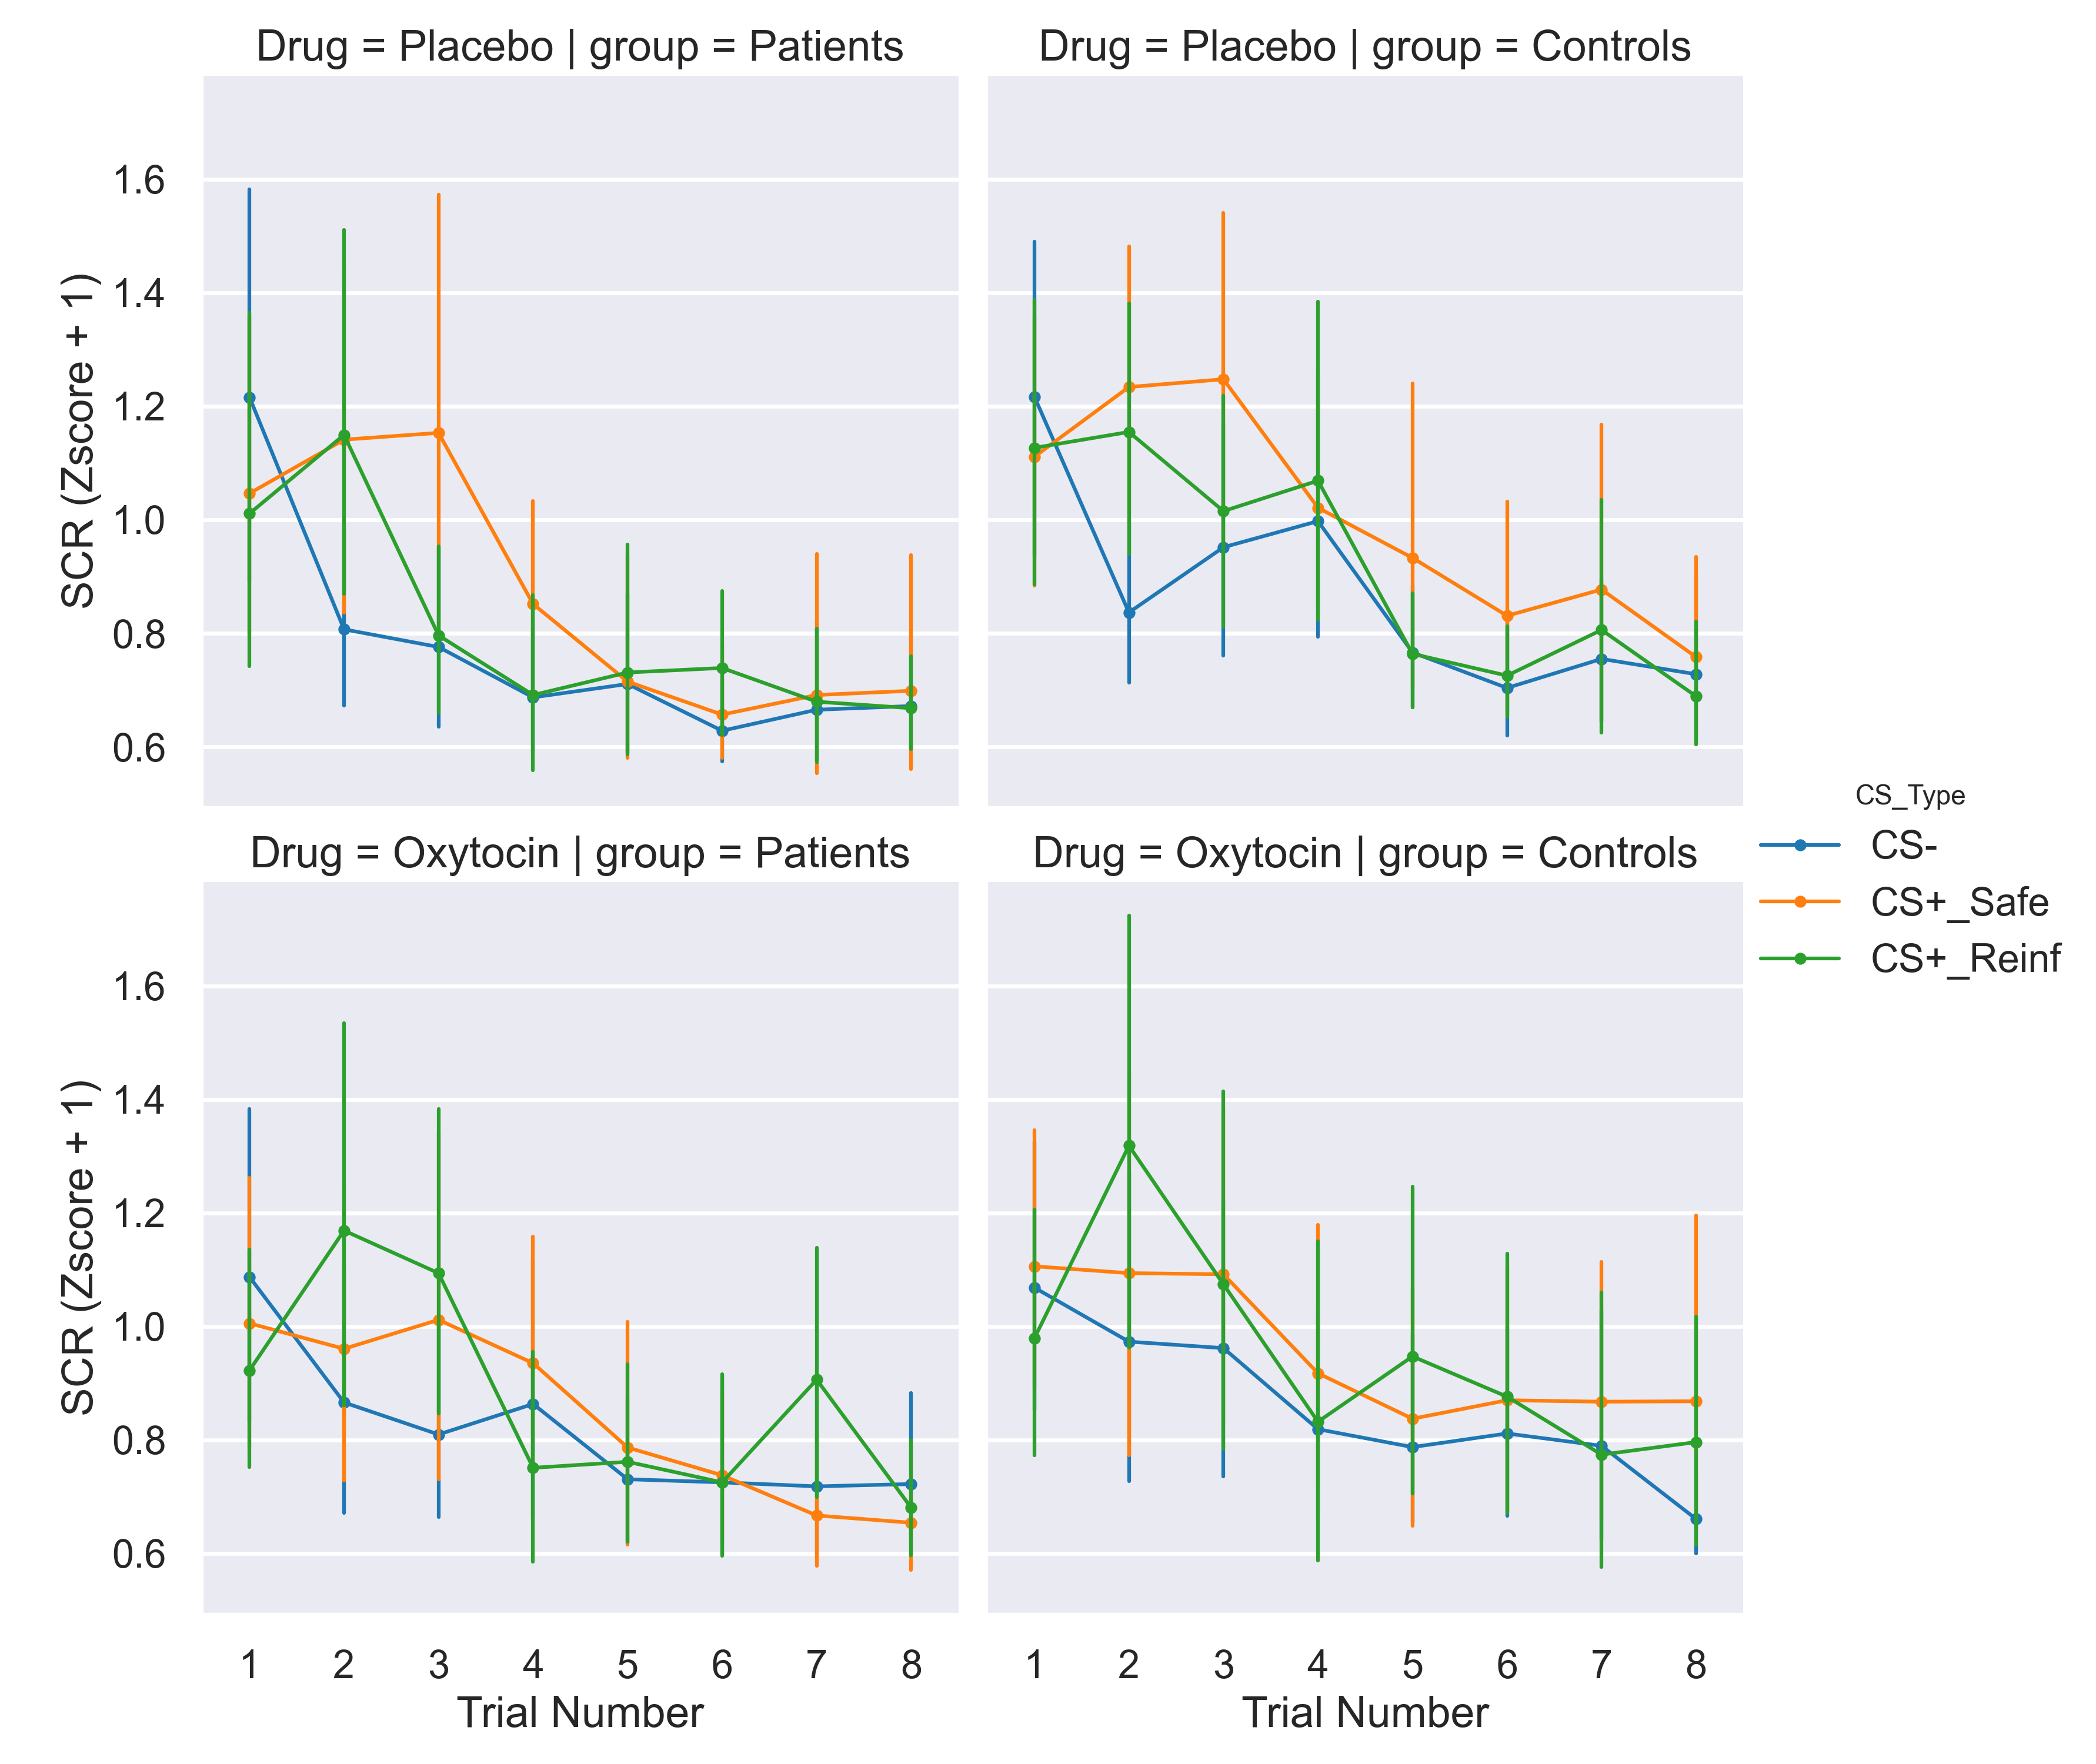 Drug = Placebo | group = Patients
Drug = Placebo | group = Controls
1.6
1.4
1.2
1.0
0.8
0.6
SCR (Zscore + 1)
Drug = Oxytocin | group = Patients
Drug = Oxytocin | group = Controls
1.6
1.4
1.2
1.0
0.8
0.6
SCR (Zscore + 1)
1 2 3 4 5 6 7 8
1 2 3 4 5 6 7 8
Trial Number
Trial Number
CS_Type
CS-
CS+_Safe
CS+_Reinf